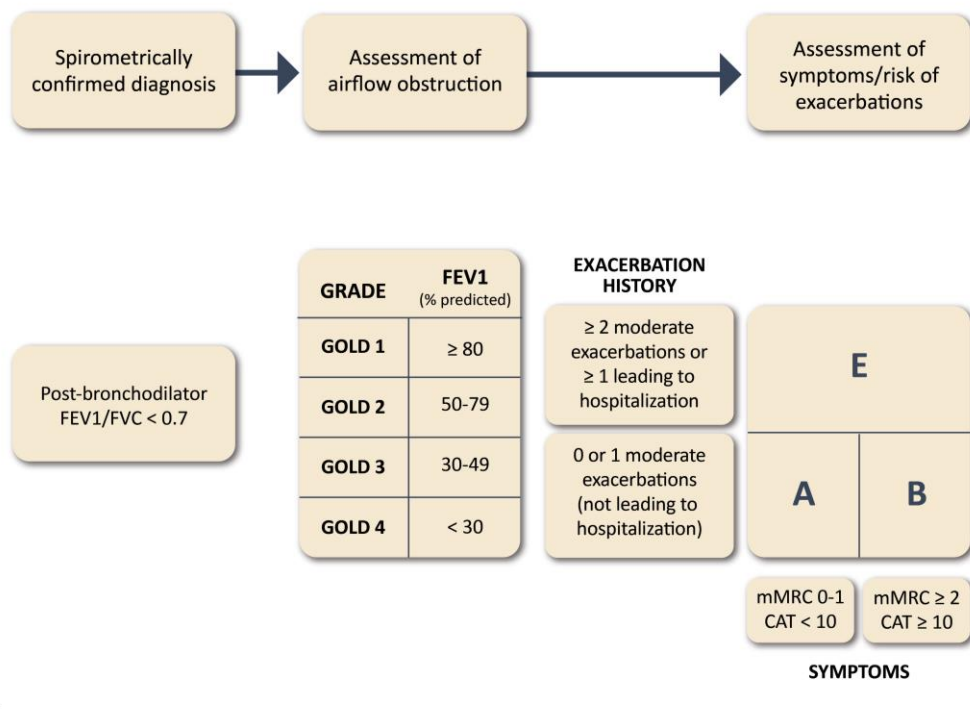 Spirometrically
confirmed diagnosis
Assessment of
airflow obstruction
Assessment of
symptoms/risk of
exacerbations
Post-bronchodilator
FEV1/FVC < 0.7
GRADE
FEV1
(% predicted)
GOLD 1
≥ 80
GOLD 2
50-79
GOLD 3
30-49
GOLD 4
< 30
EXACERBATION
HISTORY
≥ 2 moderate
exacerbations or
≥ 1 leading to
hospitalization
0 or 1 moderate
exacerbations
(not leading to
hospitalization)
E
A
B
mMRC 0-1
CAT < 10
mMRC ≥ 2
CAT ≥ 10
SYMPTOMS